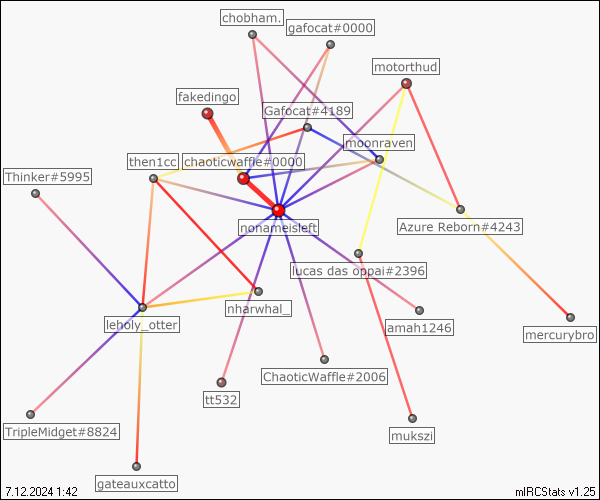 chobham.
gafocat#0000
motorthud
fakedingo
Gafocat#4189
moonraven
then1cc
chaoticwaffle#0000
Thinker#5995
nonameisleft
Azure Reborn#4243
lucas das oppai#2396
nharwhal_
leholy_otter
amah1246
mercurybro
ChaoticWaffle#2006
tt532
TripleMidget#8824
mukszi
gateauxcatto
7.12.2024 1:42
mIRCStats v1.25